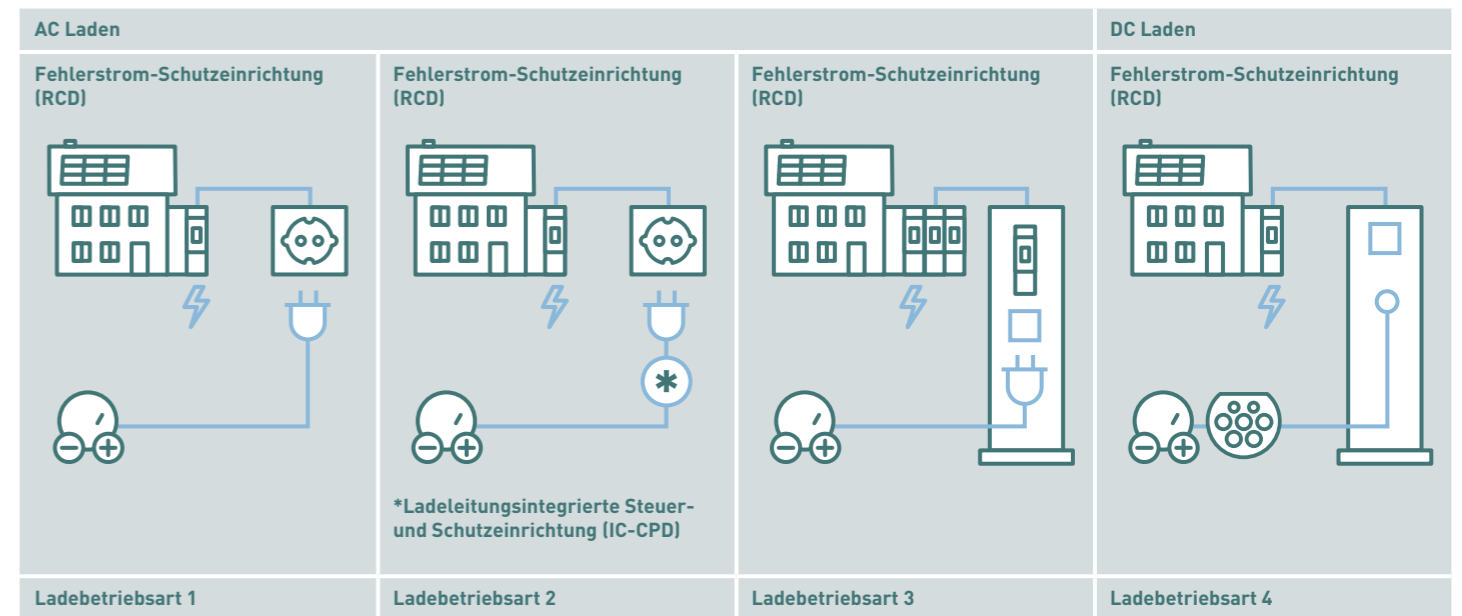 AC Laden
DC Laden
Fehlerstrom-Schutzeinrichtung
(RCD)
Fehlerstrom-Schutzeinrichtung
(RCD)
Fehlerstrom-Schutzeinrichtung
(RCD)
Fehlerstrom-Schutzeinrichtung
(RCD)
*Ladeleitungsintegrierte Steuer-
und Schutzeinrichtung (IC-CPD)
Ladebetriebsart 1
Ladebetriebsart 2
Ladebetriebsart 3
Ladebetriebsart 4